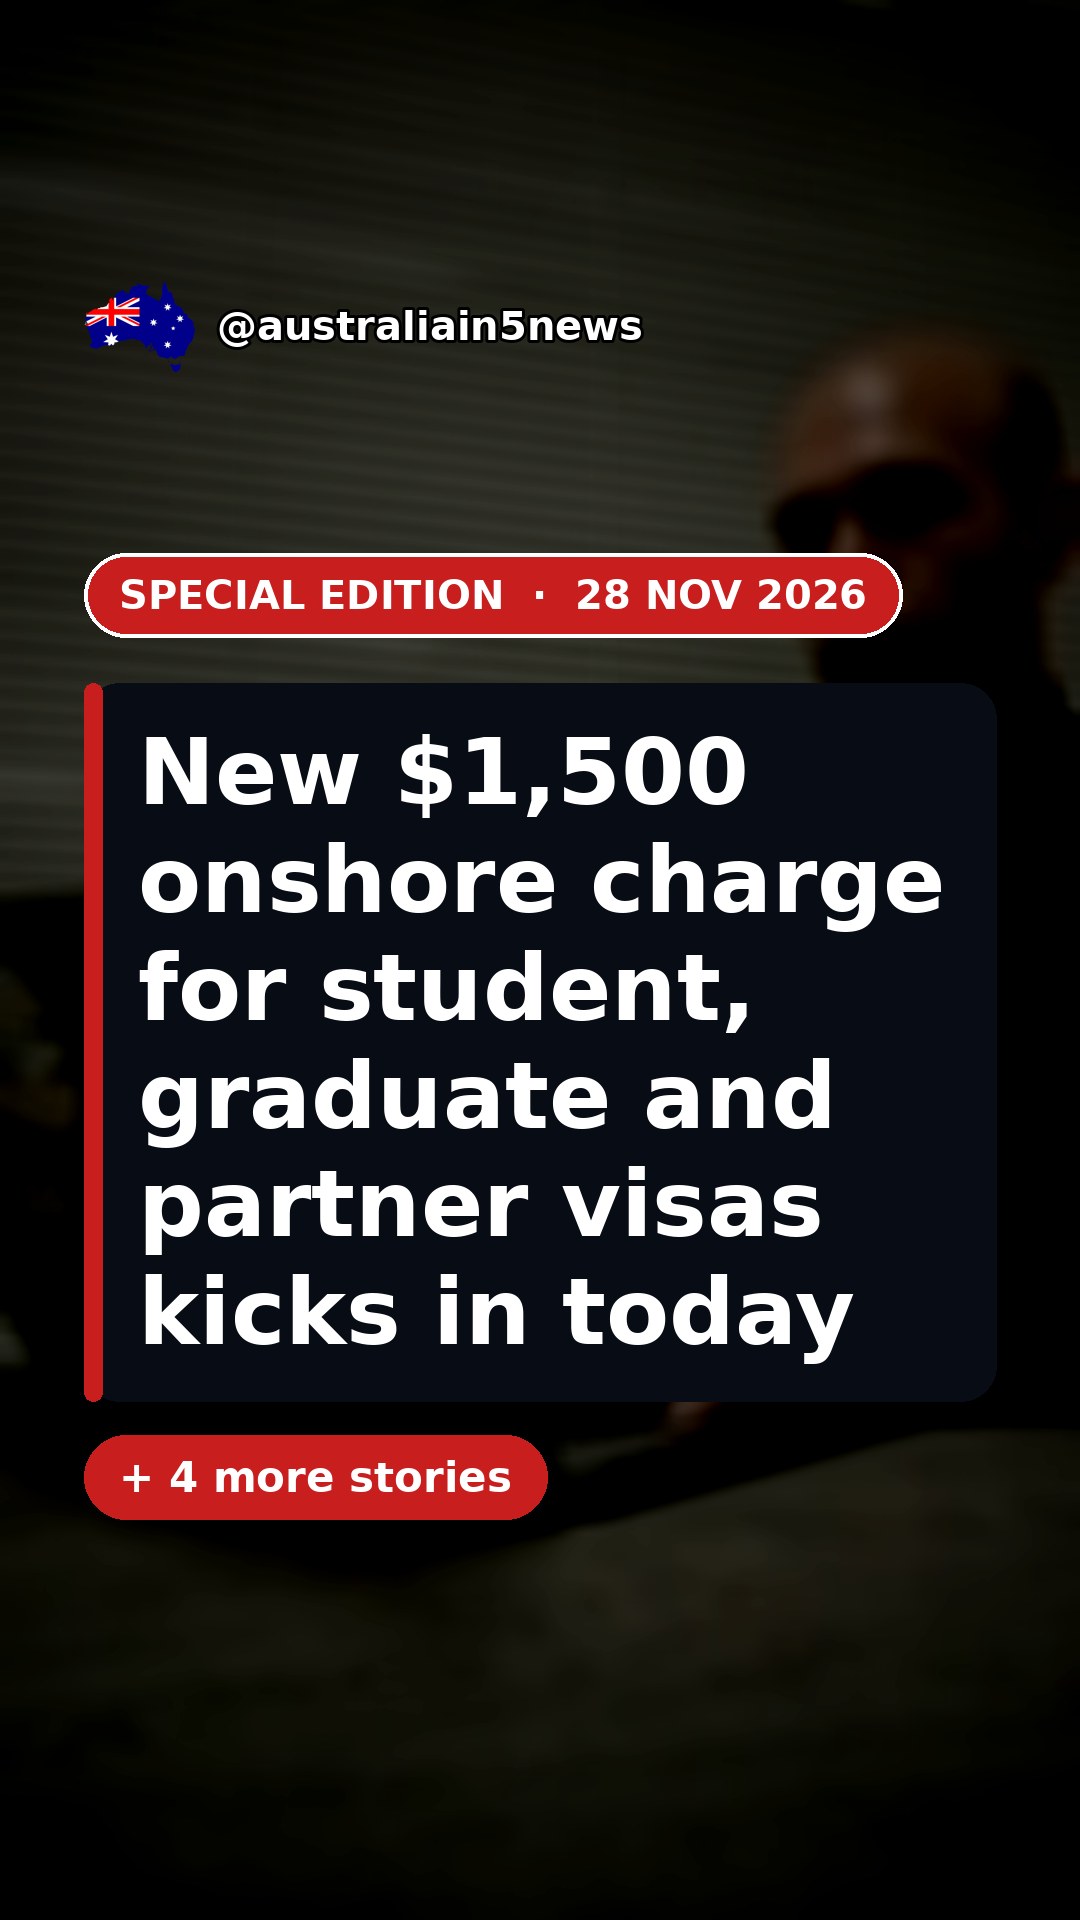 @australiain5news
SPECIAL EDITION · 28 NOV 2026
New $1,500
onshore charge
for student,
graduate and
partner visas
kicks in today
+ 4 more stories